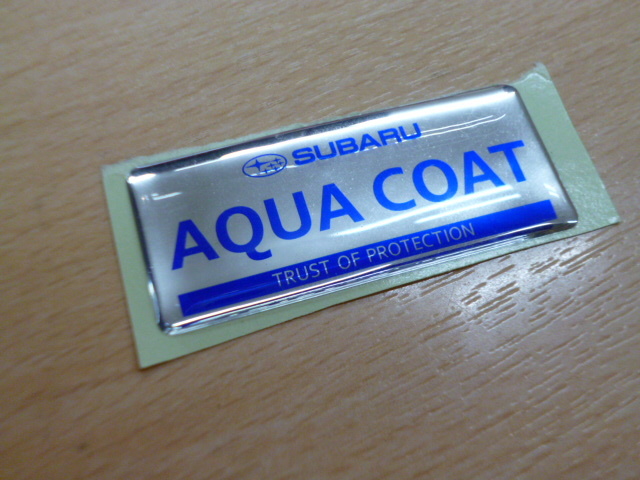 SUBARU
AQUA COAT
TRUST OF PROTECTION